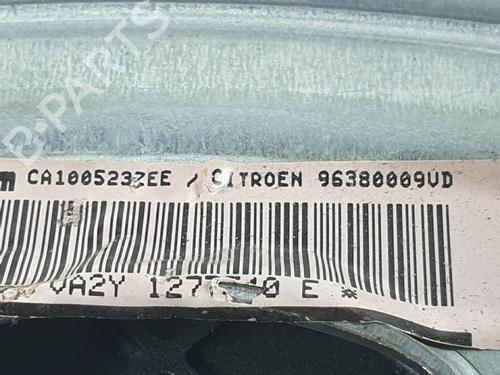 B-PARTS
CA1005237EE / CITROEN 96380009VD
VA2Y E *